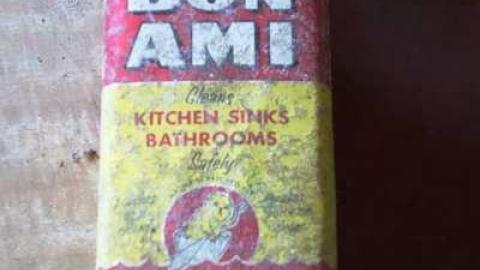 BON
AMI
Cleans
KITCHEN SINKS
BATHROOMS
Safely